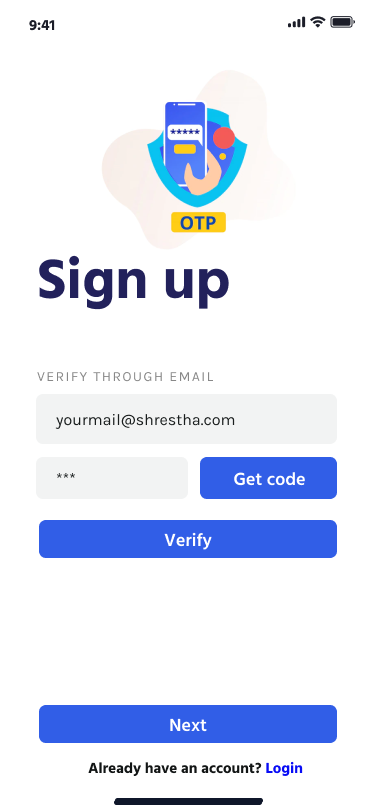 9:41
*****
OTP
Sign up
VERIFY THROUGH EMAIL
yourmail@shrestha.com
***
Get code
Verify
Next
Already have an account? Login